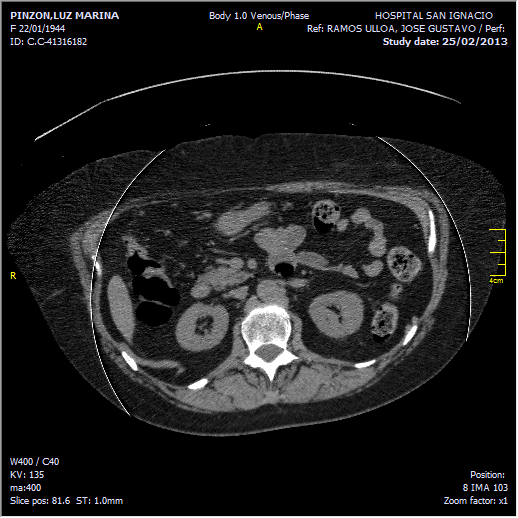 PINZON,LUZ MARINA
F 22/01/1944
ID: C.C-41316182
Body 1.0 Venous/Phase
A
HOSPITAL SAN IGNACIO
Ref: RAMOS ULLOA, JOSE GUSTAVO / Perf:
Study date: 25/02/2013
R
4cm
W400 / C40
KV: 135
ma:400
Slice pos: 81.6 ST: 1.0mm
Position:
8 IMA 103
Zoom factor: x1